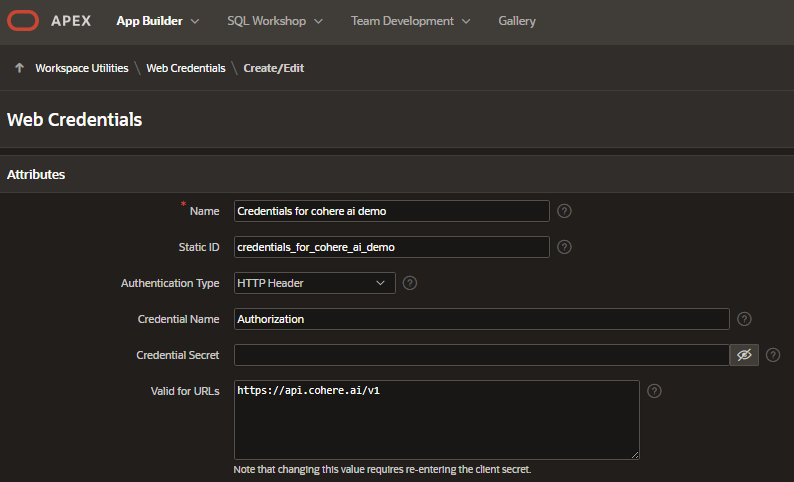 APEX App Builder SQL Workshop Team Development Gallery
Workspace Utilities \ Web Credentials \ Create/Edit
Web Credentials
Attributes
* Name Credentials for cohere ai demo ?
Static ID credentials_for_cohere_ai_demo ?
Authentication Type HTTP Header ?
Credential Name Authorization ?
Credential Secret ?
Valid for URLs https://api.cohere.ai/v1 ?
Note that changing this value requires re-entering the client secret.